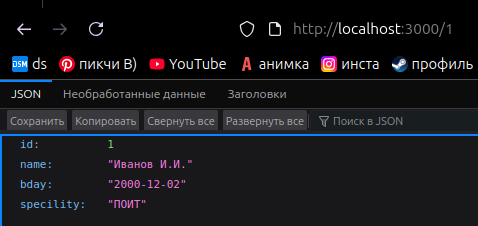 http://localhost:3000/1
DSM ds пикчи В) YouTube A анимка инста профиль
JSON Необработанные данные Заголовки
Сохранить Копировать Свернуть все Развернуть все Поиск в JSON
id: 1
name: "Иванов И.И."
bday: "2000-12-02"
specility: "ПОИТ"